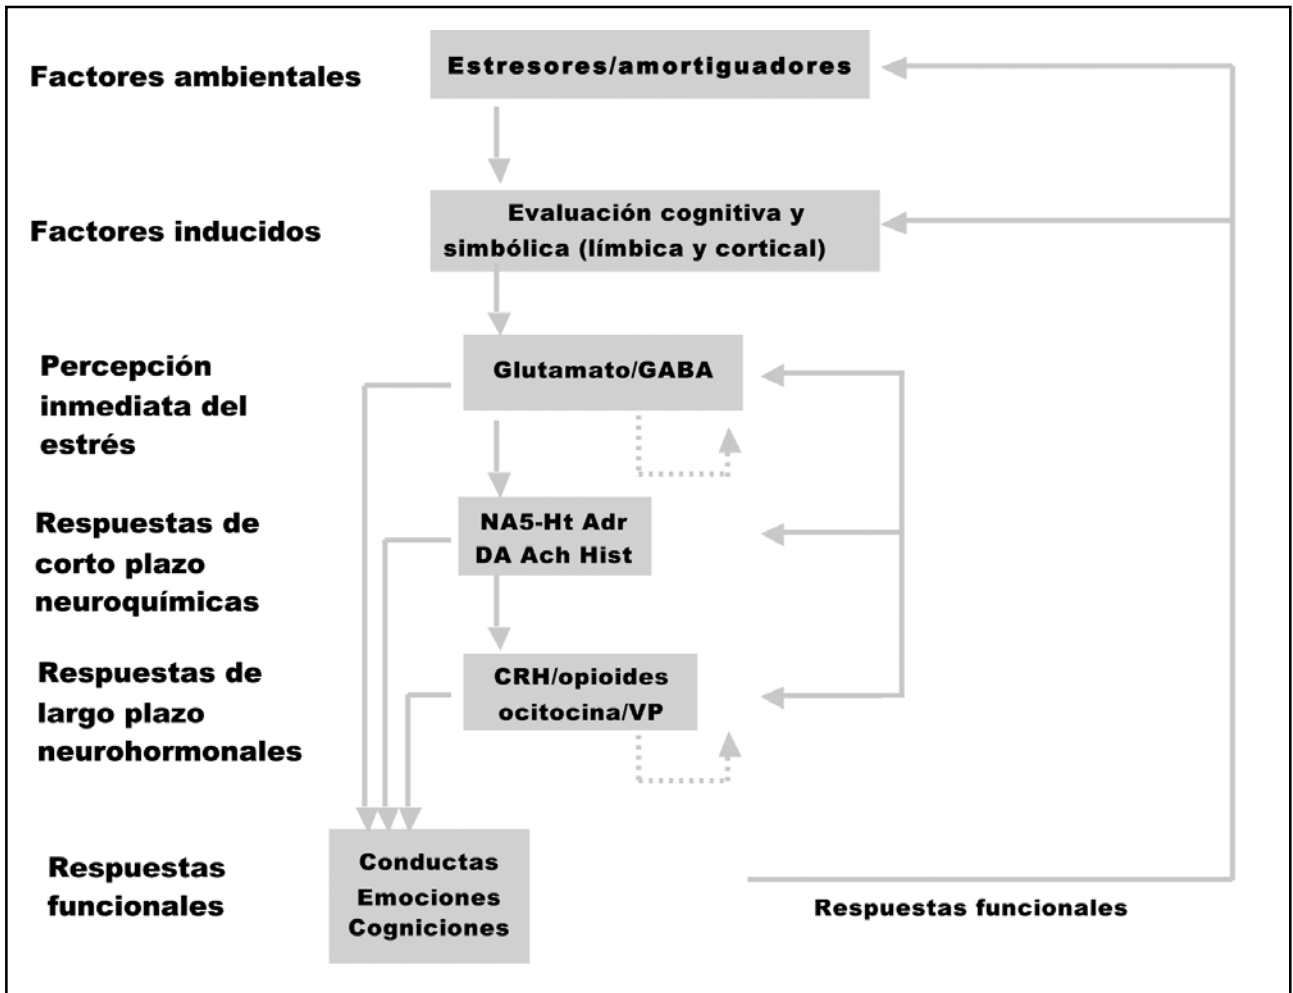 Factores ambientales
Estresores/amortiguadores
Factores inducidos
Evaluación cognitiva y
simbólica (límbica y cortical)
Percepción
inmediata del
estrés
Glutamato/GABA
Respuestas de
corto plazo
neuroquímicas
NA5-Ht Adr
DA Ach Hist
Respuestas de
largo plazo
neurohormonales
CRH/opioides
ocitocina/VP
Respuestas
funcionales
Conductas
Emociones
Cogniciones
Respuestas funcionales